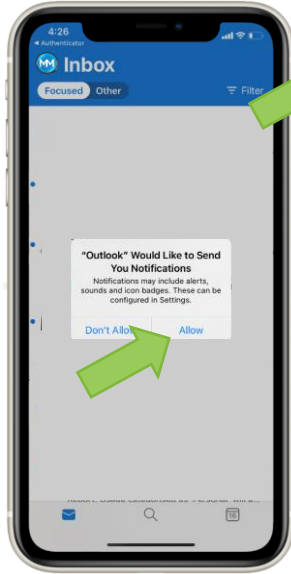 4:26
◀ Authenticator
MM Inbox
Focused Other
Filter
"Outlook" Would Like to Send
You Notifications
Notifications may include alerts,
sounds and icon badges. These can be
configured in Settings.
Don't Allow Allow
16